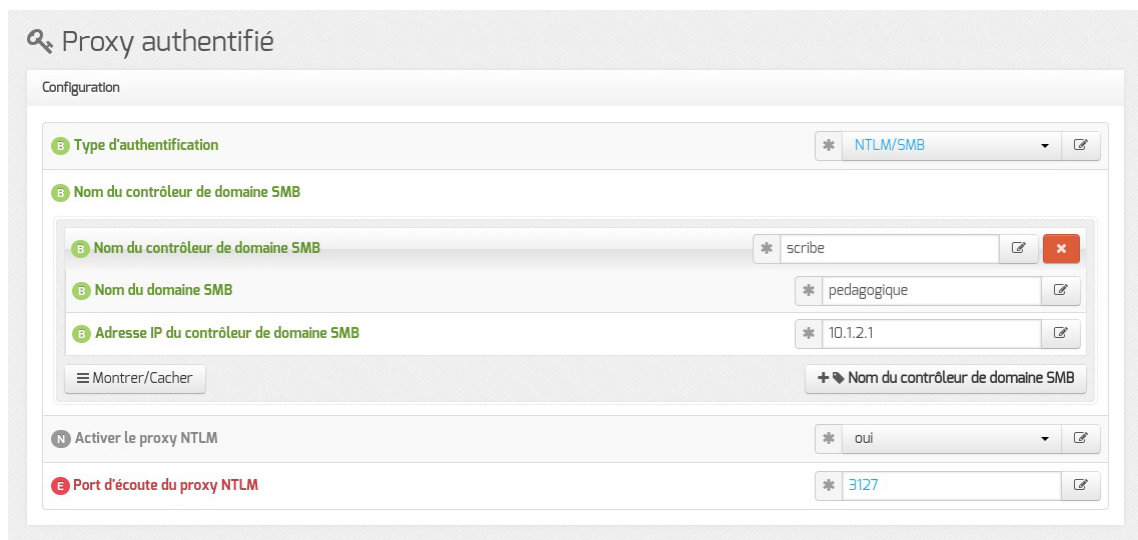 Proxy authentifié
Configuration
B Type d'authentification NTLM/SMB
B Nom du contrôleur de domaine SMB
B Nom du contrôleur de domaine SMB scribe
B Nom du domaine SMB pedagogique
B Adresse IP du contrôleur de domaine SMB 10.1.2.1
Montrer/Cacher Nom du contrôleur de domaine SMB
N Activer le proxy NTLM oui
E Port d'écoute du proxy NTLM 3127